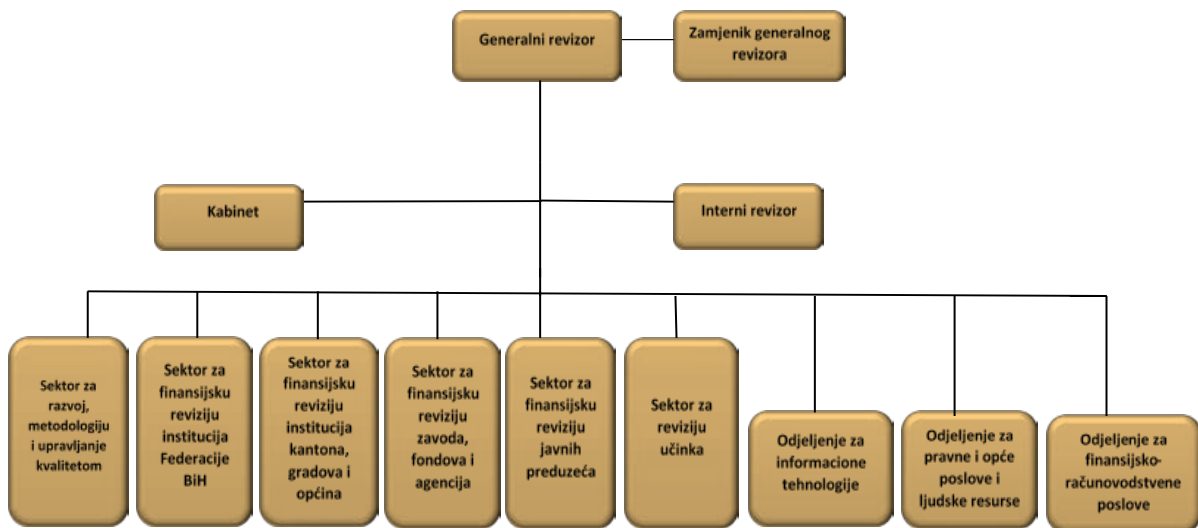 Generalni revizor
Zamjenik generalnog
revizora
Kabinet
Interni revizor
Sektor za
razvoj,
metodologiju
i upravljanje
kvalitetom
Sektor za
finansijsku
reviziju
institucija
Federacije
BiH
Sektor za
finansijsku
reviziju
institucija
kantona,
gradova i
općina
Sektor za
finansijsku
reviziju
zavoda,
fondova i
agencija
Sektor za
finansijsku
reviziju
javnih
preduzeća
Sektor za
reviziju
učinka
Odjeljenje za
informacione
tehnologije
Odjeljenje za
pravne i opće
poslove i
ljudske resurse
Odjeljenje za
finansijsko-
računovodstvene
poslove